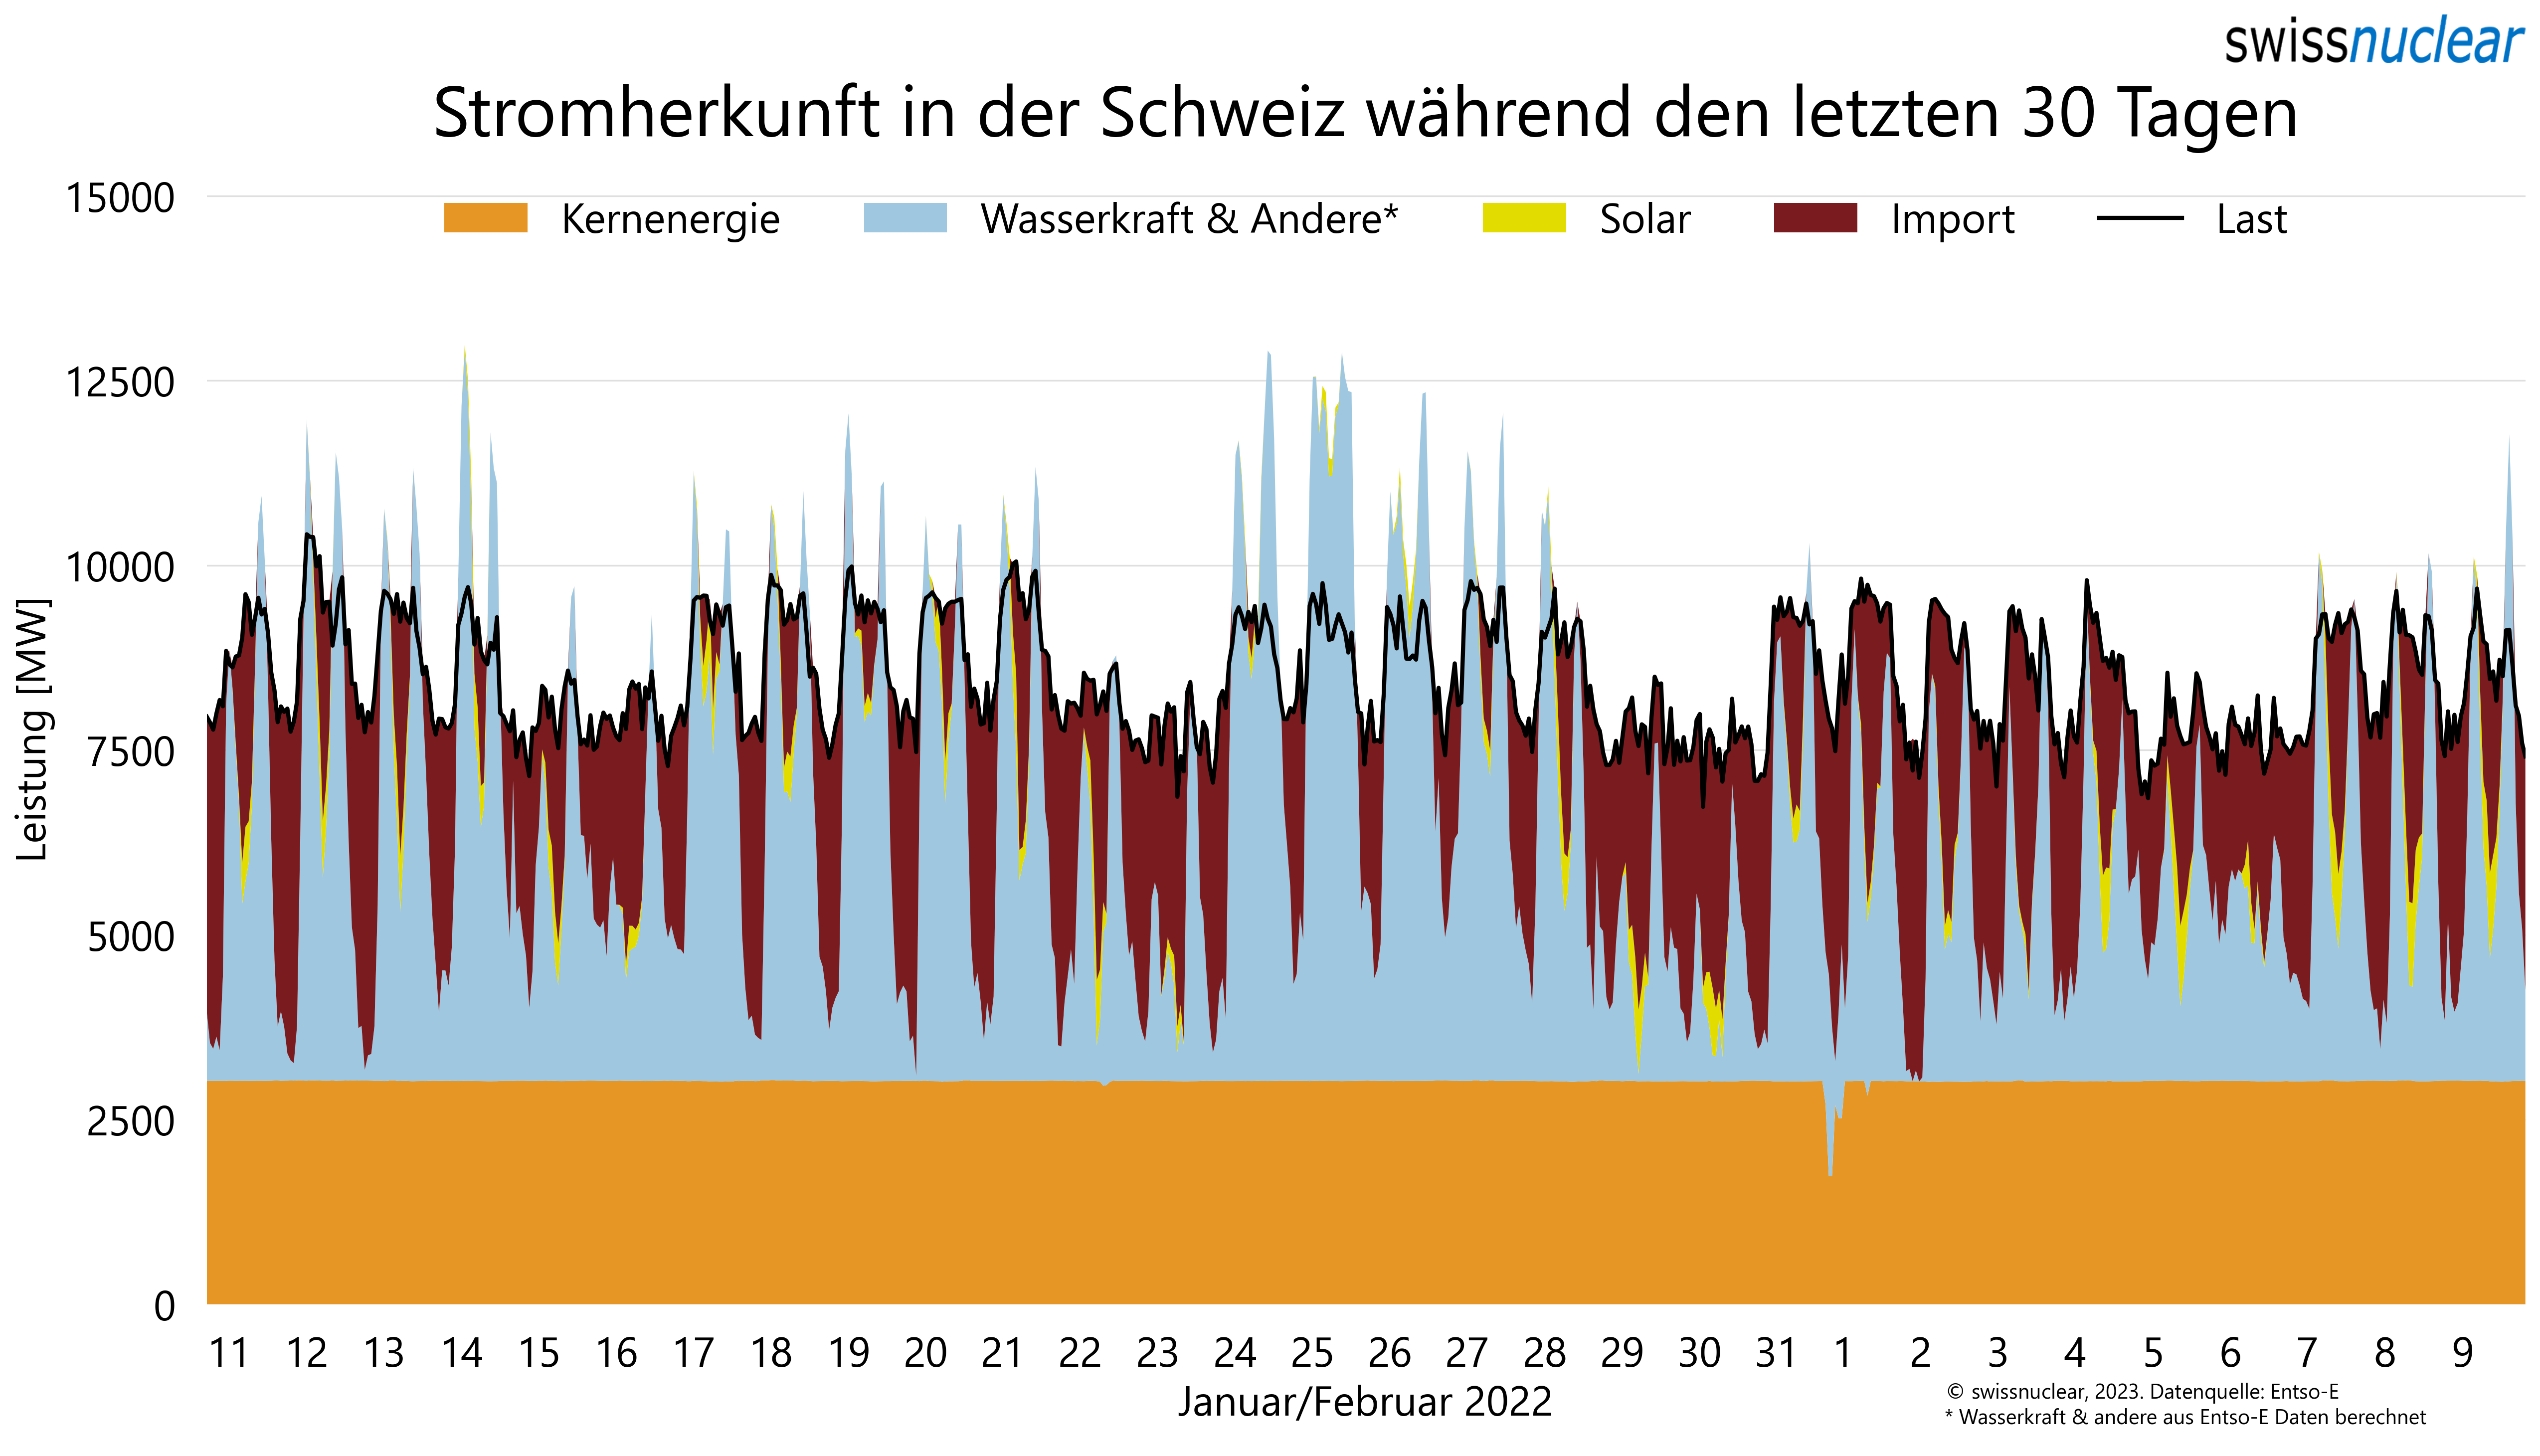 swissnuclear
Stromherkunft in der Schweiz während den letzten 30 Tagen
15000
Kernenergie Wasserkraft & Andere* Solar Import Last
12500
10000
7500
5000
2500
0
Leistung [MW]
11 12 13 14 15 16 17 18 19 20 21 22 23 24 25 26 27 28 29 30 31 1 2 3 4 5 6 7 8 9
Januar/Februar 2022
© swissnuclear, 2023. Datenquelle: Entso-E
* Wasserkraft & andere aus Entso-E Daten berechnet